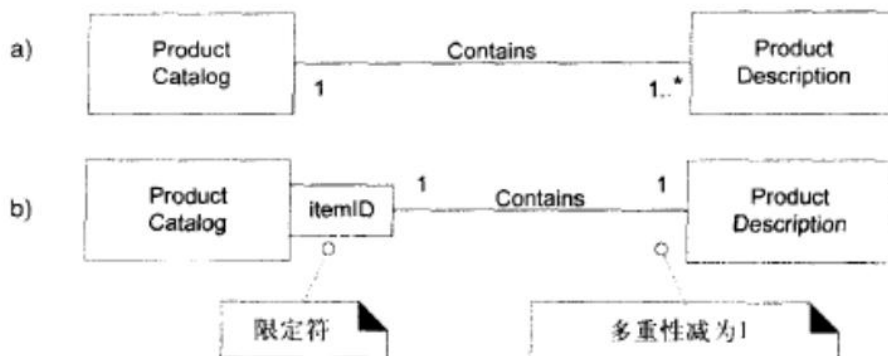 a)
Product
Catalog
Contains
1
1..*
Product
Description
b)
Product
Catalog
itemID
1
Contains
1
Product
Description
限定符
多重性减为1